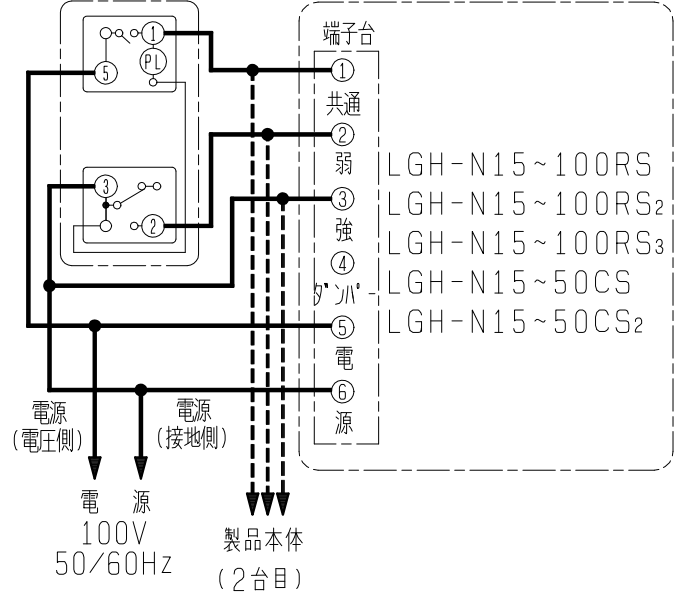 ①
PL
⑤
③
②
端子台
①
共通
②
弱
③
強
④
ダンパー
⑤
電
⑥
源
LGH-N15~100RS
LGH-N15~100RS2
LGH-N15~100RS3
LGH-N15~50CS
LGH-N15~50CS2
電源
(電圧側)
電源
(接地側)
電 源
100V
50/60Hz
製品本体
(2台目)